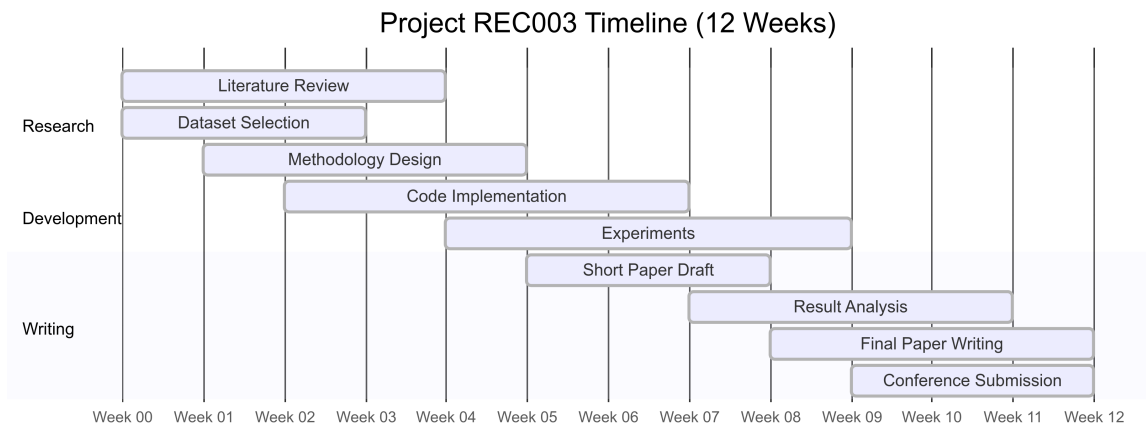 Project REC003 Timeline (12 Weeks)
Literature Review
Dataset Selection
Research
Methodology Design
Code Implementation
Development
Experiments
Short Paper Draft
Result Analysis
Writing
Final Paper Writing
Conference Submission
Week 00 Week 01 Week 02 Week 03 Week 04 Week 05 Week 06 Week 07 Week 08 Week 09 Week 10 Week 11 Week 12